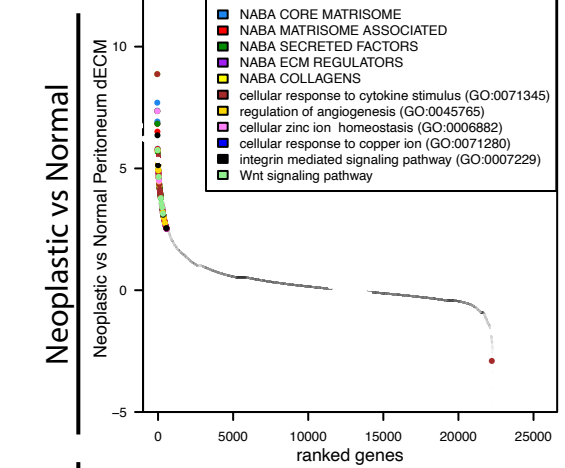 Neoplastic vs Normal
Neoplastic vs Normal Peritoneum dECM
NABA CORE MATRISOME
NABA MATRISOME ASSOCIATED
NABA SECRETED FACTORS
NABA ECM REGULATORS
NABA COLLAGENS
cellular response to cytokine stimulus (GO:0071345)
regulation of angiogenesis (GO:0045765)
cellular zinc ion homeostasis (GO:0006882)
cellular response to copper ion (GO:0071280)
integrin mediated signaling pathway (GO:0007229)
Wnt signaling pathway
10
5
0
−5
0 5000 10000 15000 20000 25000
ranked genes